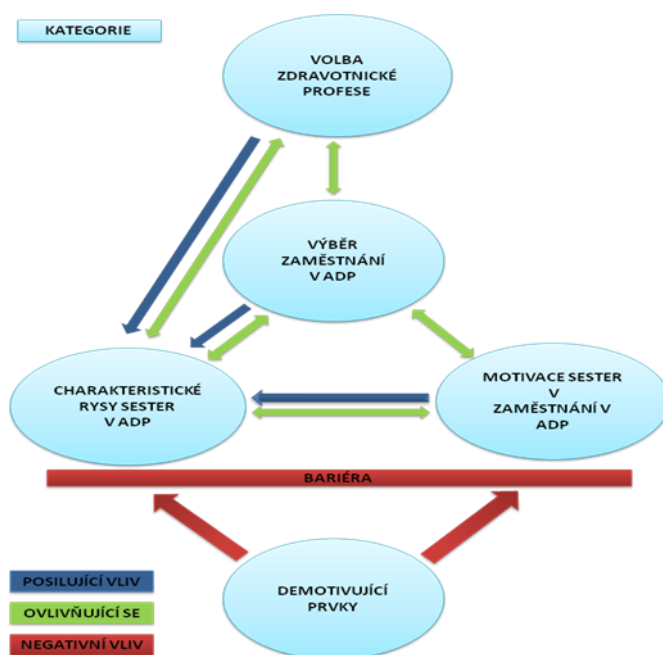 KATEGORIE
VOLBA
ZDRAVOTNICKÉ
PROFESE
VÝBĚR
ZAMĚSTNÁNÍ
V ADP
CHARAKTERISTICKÉ
RYSY SESTER
V ADP
MOTIVACE SESTER
V
ZAMĚSTNÁNÍ V
ADP
BARIÉRA
DEMOTIVUJÍCÍ
PRVKY
POSILUJÍCÍ VLIV
OVLIVŇUJÍCÍ SE
NEGATIVNÍ VLIV